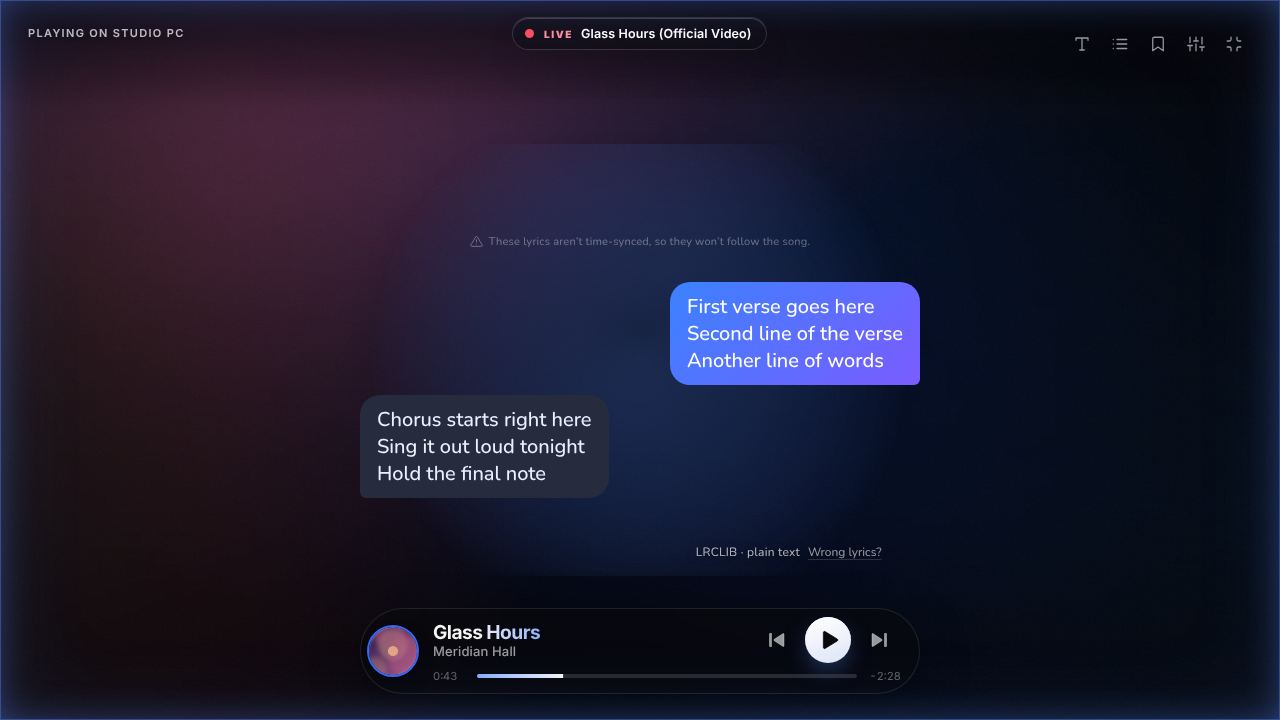 PLAYING ON STUDIO PC
LIVE Glass Hours (Official Video)
These lyrics aren't time-synced, so they won't follow the song.
First verse goes here
Second line of the verse
Another line of words
Chorus starts right here
Sing it out loud tonight
Hold the final note
LRCLIB · plain text Wrong lyrics?
Glass Hours
Meridian Hall
0:43 -2:28